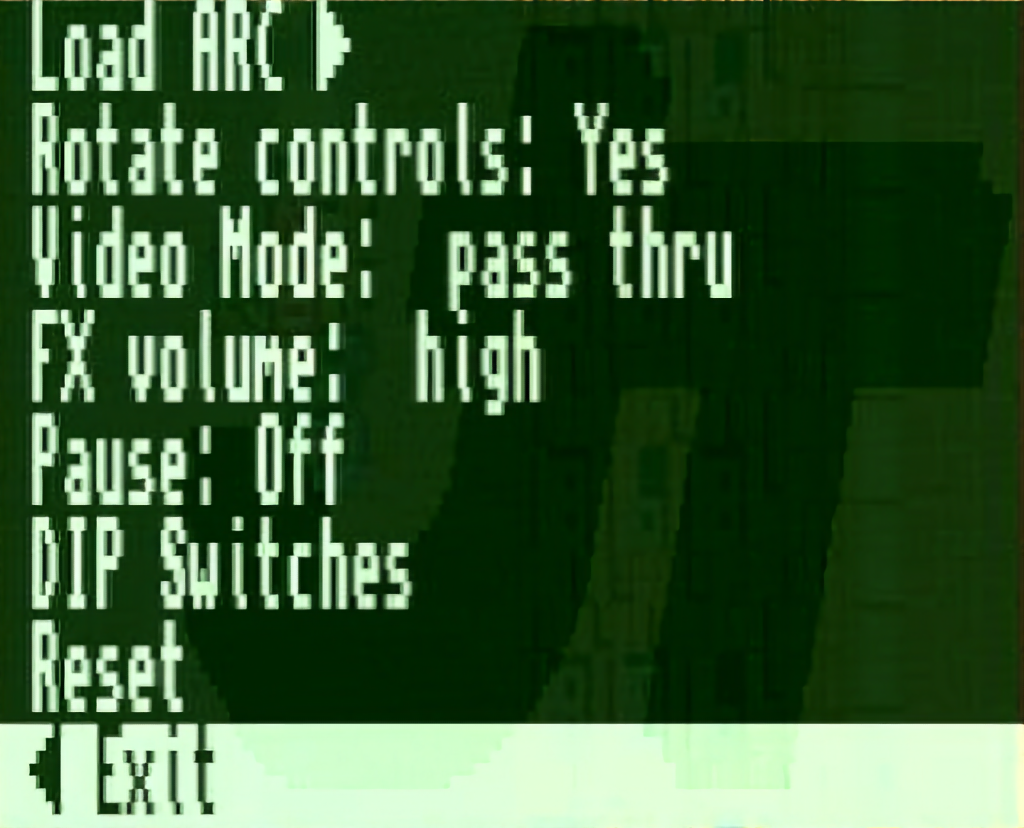 Load ARC
Rotate controls: Yes
Video Mode: pass thru
FX volume: high
Pause: Off
DIP Switches
Reset
Exit